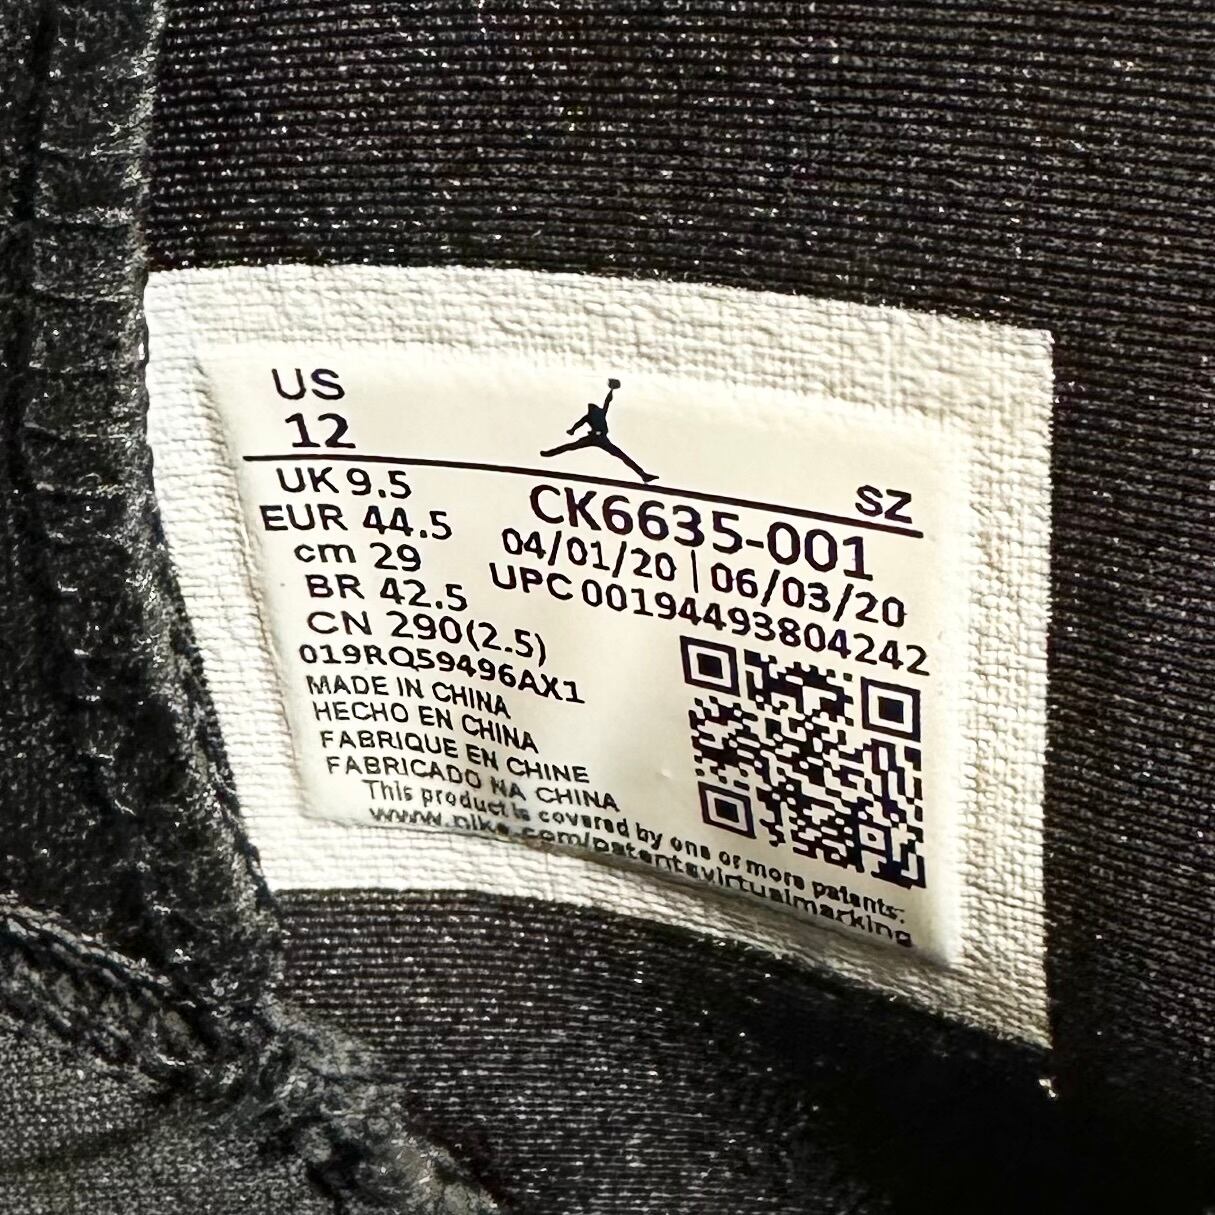 US
12
SZ
UK 9.5
EUR 44.5
cm 29
BR 42.5
CN 290(2.5)
019RQ59496AX1
CK6635-001
04/01/20 | 06/03/20
UPC 00194493804242
MADE IN CHINA
HECHO EN CHINA
FABRIQUE EN CHINE
FABRICADO NA CHINA
This product is covered by one or more patents.
www.nike.com/patentsvirtualmarking